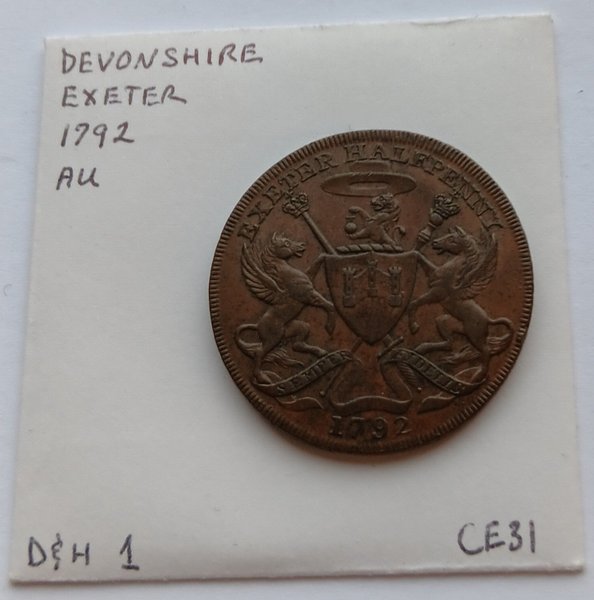 DEVONSHIRE
EXETER
1792
AU
EXETER HALFPENNY
SEMPER FIDELIS
1792
D&H 1
CE31